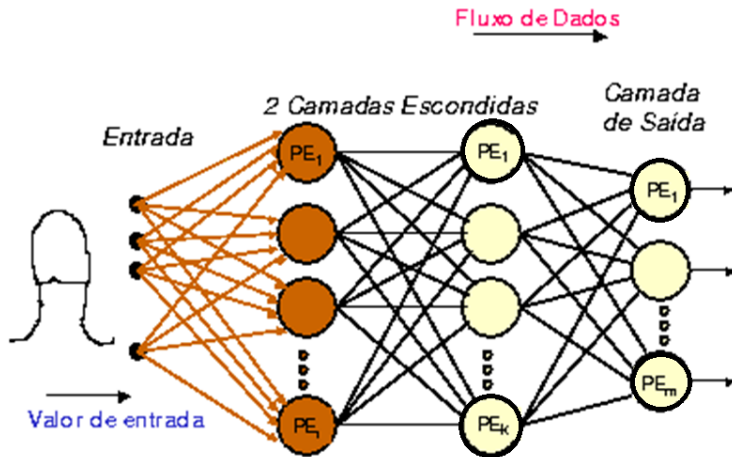 Fluxo de Dados
2 Camadas Escondidas
Camada
de Saída
Entrada
PE1
PE1
PE1
PEi
PEk
PEm
Valor de entrada